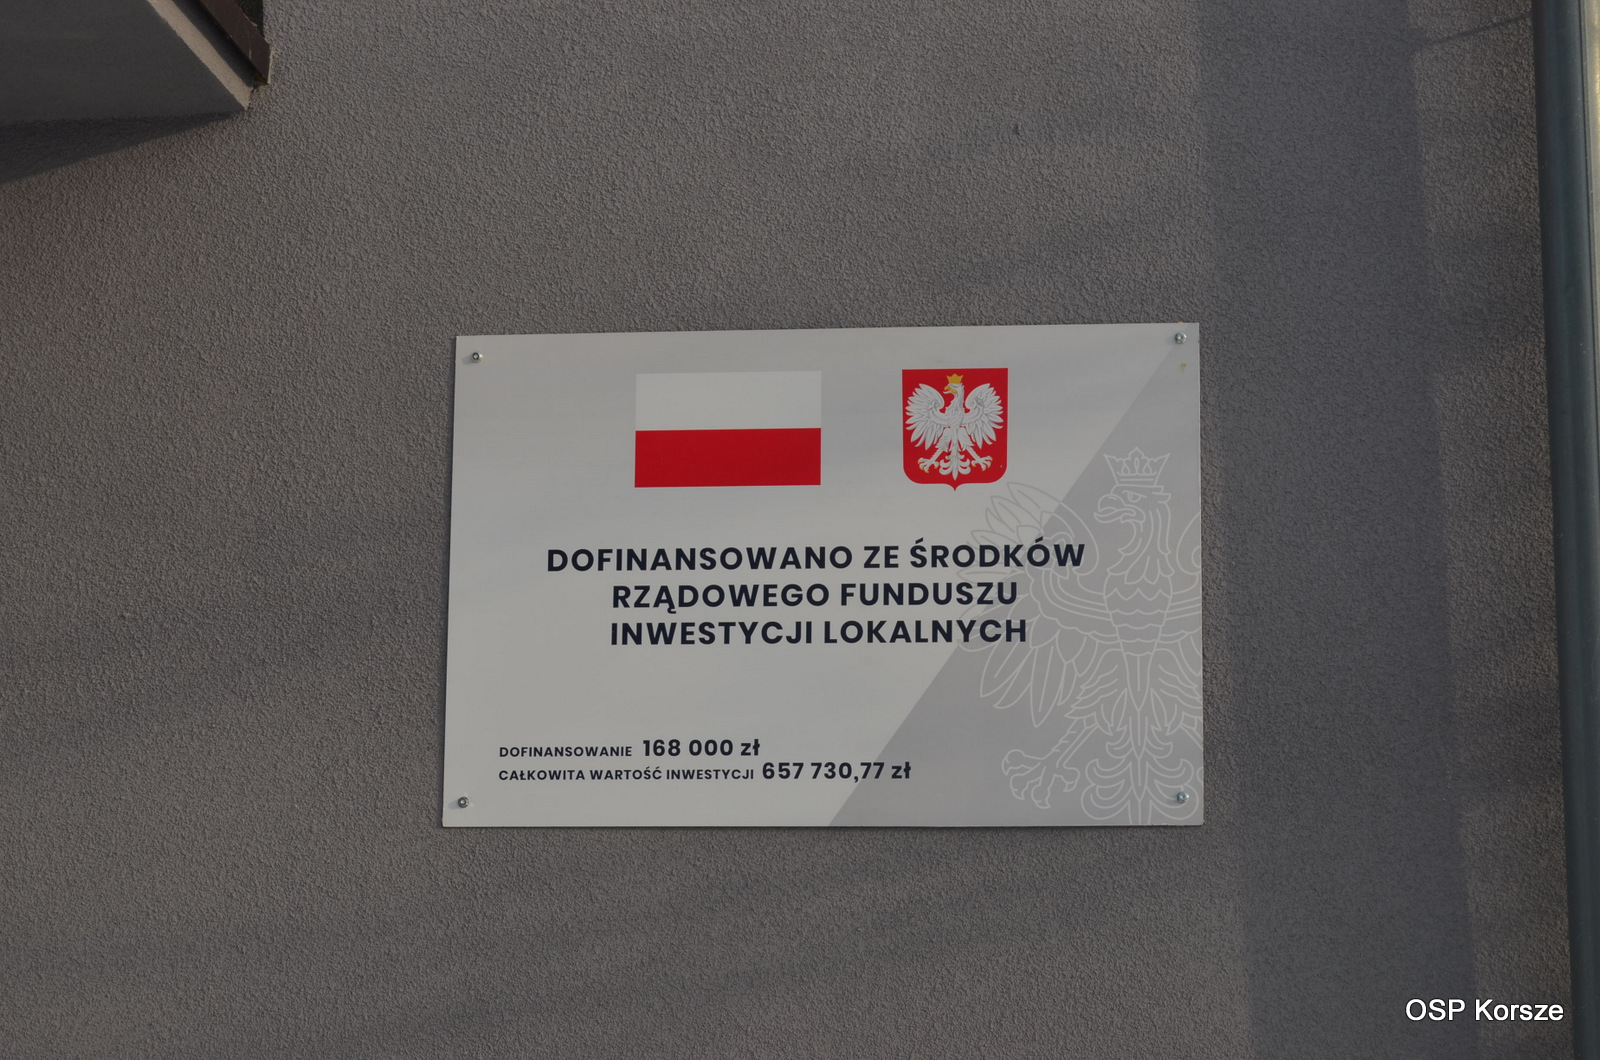 DOFINANSOWANO ZE ŚRODKÓW
RZĄDOWEGO FUNDUSZU
INWESTYCJI LOKALNYCH
DOFINANSOWANIE 168 000 zł
CAŁKOWITA WARTOŚĆ INWESTYCJI 657 730,77 zł
OSP Korsze